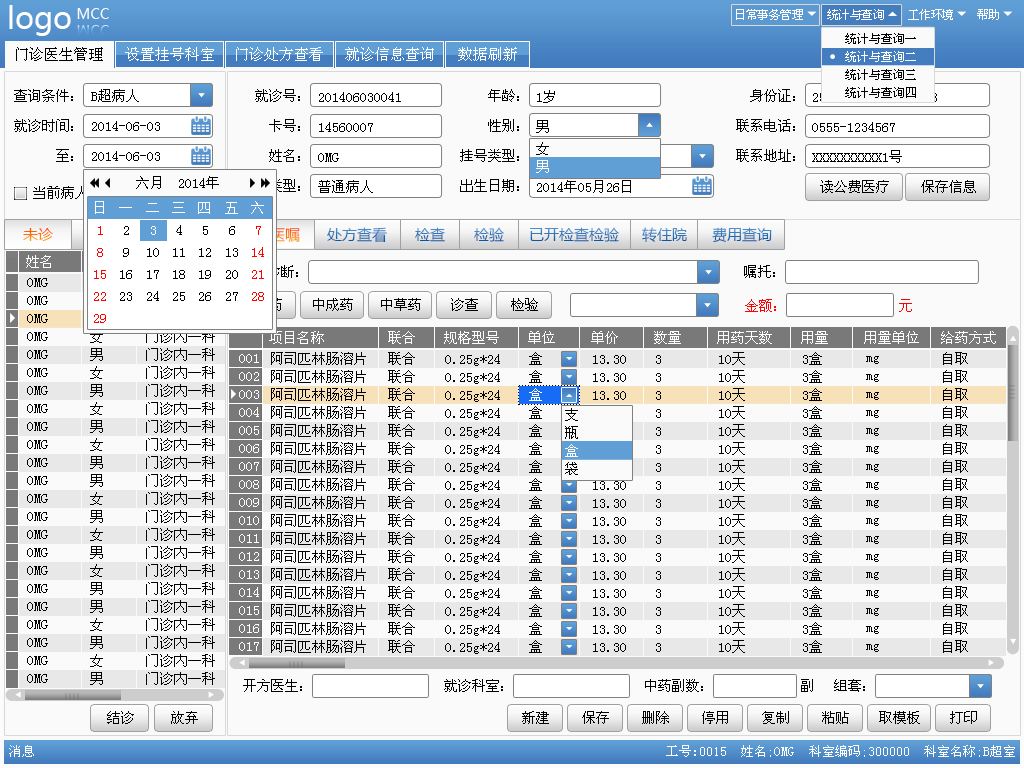 logo MCC
日常事务管理 统计与查询 工作环境 帮助
统计与查询一
统计与查询二
统计与查询三
统计与查询四
门诊医生管理 设置挂号科室 门诊处方查看 就诊信息查询 数据刷新
查询条件: B超病人 就诊号: 201406030041 年龄: 1岁 身份证:
就诊时间: 2014-06-03 卡号: 14560007 性别: 男 联系电话: 0555-1234567
女
男
至: 2014-06-03 姓名: OMG 挂号类型: 联系地址: XXXXXXXXXX1号
当前病人 类型: 普通病人 出生日期: 2014年05月26日 读公费医疗 保存信息
六月 2014年
日 一 二 三 四 五 六
1 2 3 4 5 6 7
8 9 10 11 12 13 14
15 16 17 18 19 20 21
22 23 24 25 26 27 28
29
未诊 医嘱 处方查看 检查 检验 已开检查检验 转住院 费用查询
断: 嘱托:
药 中成药 中草药 诊查 检验 金额: 元
姓名
OMG
OMG
OMG
OMG 女 门诊内一科
OMG 男 门诊内一科
OMG 女 门诊内一科
OMG 男 门诊内一科
OMG 女 门诊内一科
OMG 男 门诊内一科
OMG 女 门诊内一科
OMG 男 门诊内一科
OMG 女 门诊内一科
OMG 男 门诊内一科
OMG 女 门诊内一科
OMG 男 门诊内一科
OMG 女 门诊内一科
OMG 男 门诊内一科
OMG 男 门诊内一科
OMG 女 门诊内一科
OMG 男 门诊内一科
OMG 女 门诊内一科
OMG 男 门诊内一科
结诊 放弃
项目名称 联合 规格型号 单位 单价 数量 用药天数 用量 用量单位 给药方式
001 阿司匹林肠溶片 联合 0.25g*24 盒 13.30 3 10天 3盒 mg 自取
002 阿司匹林肠溶片 联合 0.25g*24 盒 13.30 3 10天 3盒 mg 自取
003 阿司匹林肠溶片 联合 0.25g*24 盒 13.30 3 10天 3盒 mg 自取
支
瓶
盒
袋
004 阿司匹林肠溶片 联合 0.25g*24 盒 3 10天 3盒 mg 自取
005 阿司匹林肠溶片 联合 0.25g*24 盒 3 10天 3盒 mg 自取
006 阿司匹林肠溶片 联合 0.25g*24 盒 3 10天 3盒 mg 自取
007 阿司匹林肠溶片 联合 0.25g*24 盒 3 10天 3盒 mg 自取
008 阿司匹林肠溶片 联合 0.25g*24 盒 13.30 3 10天 3盒 mg 自取
009 阿司匹林肠溶片 联合 0.25g*24 盒 13.30 3 10天 3盒 mg 自取
010 阿司匹林肠溶片 联合 0.25g*24 盒 13.30 3 10天 3盒 mg 自取
011 阿司匹林肠溶片 联合 0.25g*24 盒 13.30 3 10天 3盒 mg 自取
012 阿司匹林肠溶片 联合 0.25g*24 盒 13.30 3 10天 3盒 mg 自取
013 阿司匹林肠溶片 联合 0.25g*24 盒 13.30 3 10天 3盒 mg 自取
014 阿司匹林肠溶片 联合 0.25g*24 盒 13.30 3 10天 3盒 mg 自取
015 阿司匹林肠溶片 联合 0.25g*24 盒 13.30 3 10天 3盒 mg 自取
016 阿司匹林肠溶片 联合 0.25g*24 盒 13.30 3 10天 3盒 mg 自取
017 阿司匹林肠溶片 联合 0.25g*24 盒 13.30 3 10天 3盒 mg 自取
开方医生: 就诊科室: 中药副数: 副 组套:
新建 保存 删除 停用 复制 粘贴 取模板 打印
消息 工号:0015 姓名:OMG 科室编码:300000 科室名称:B超室